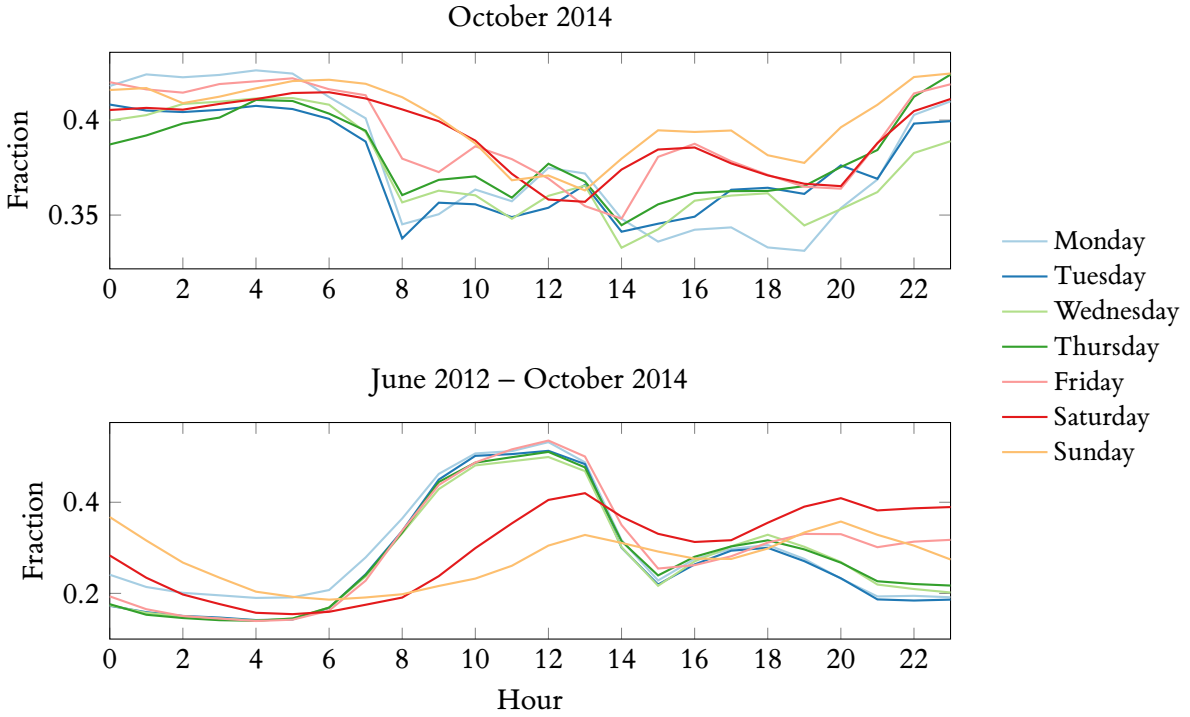 October 2014
Fraction
0.4
0.35
0 2 4 6 8 10 12 14 16 18 20 22
June 2012 – October 2014
Fraction
0.4
0.2
0 2 4 6 8 10 12 14 16 18 20 22
Hour
Monday
Tuesday
Wednesday
Thursday
Friday
Saturday
Sunday